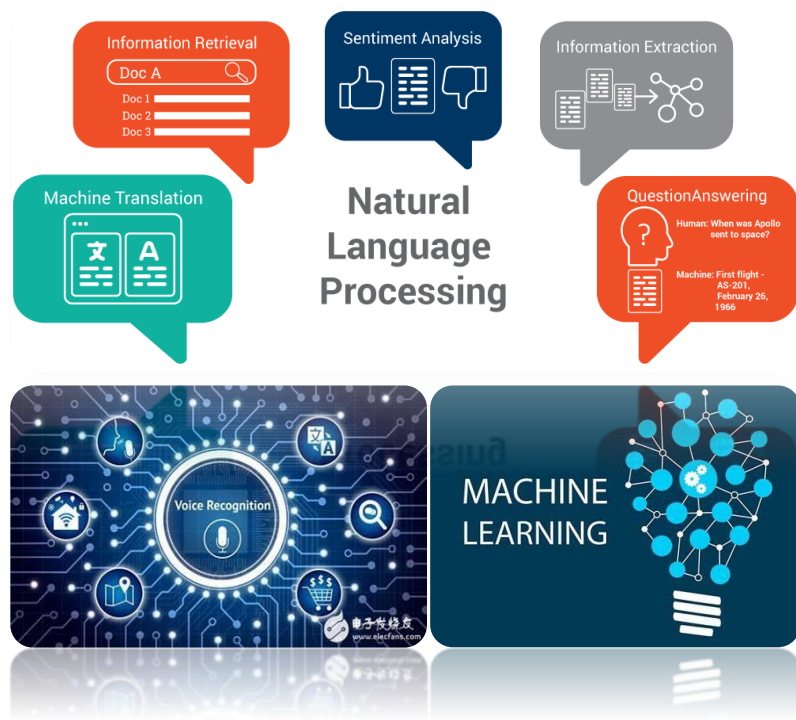 Information Retrieval
Doc A
Doc 1
Doc 2
Doc 3
Sentiment Analysis
Information Extraction
Machine Translation
文 A
Natural
Language
Processing
QuestionAnswering
?
Human: When was Apollo
sent to space?
Machine: First flight -
AS-201,
February 26,
1966
Voice Recognition
文 A
$$$
电子发烧友
www.elecfans.com
MACHINE
LEARNING